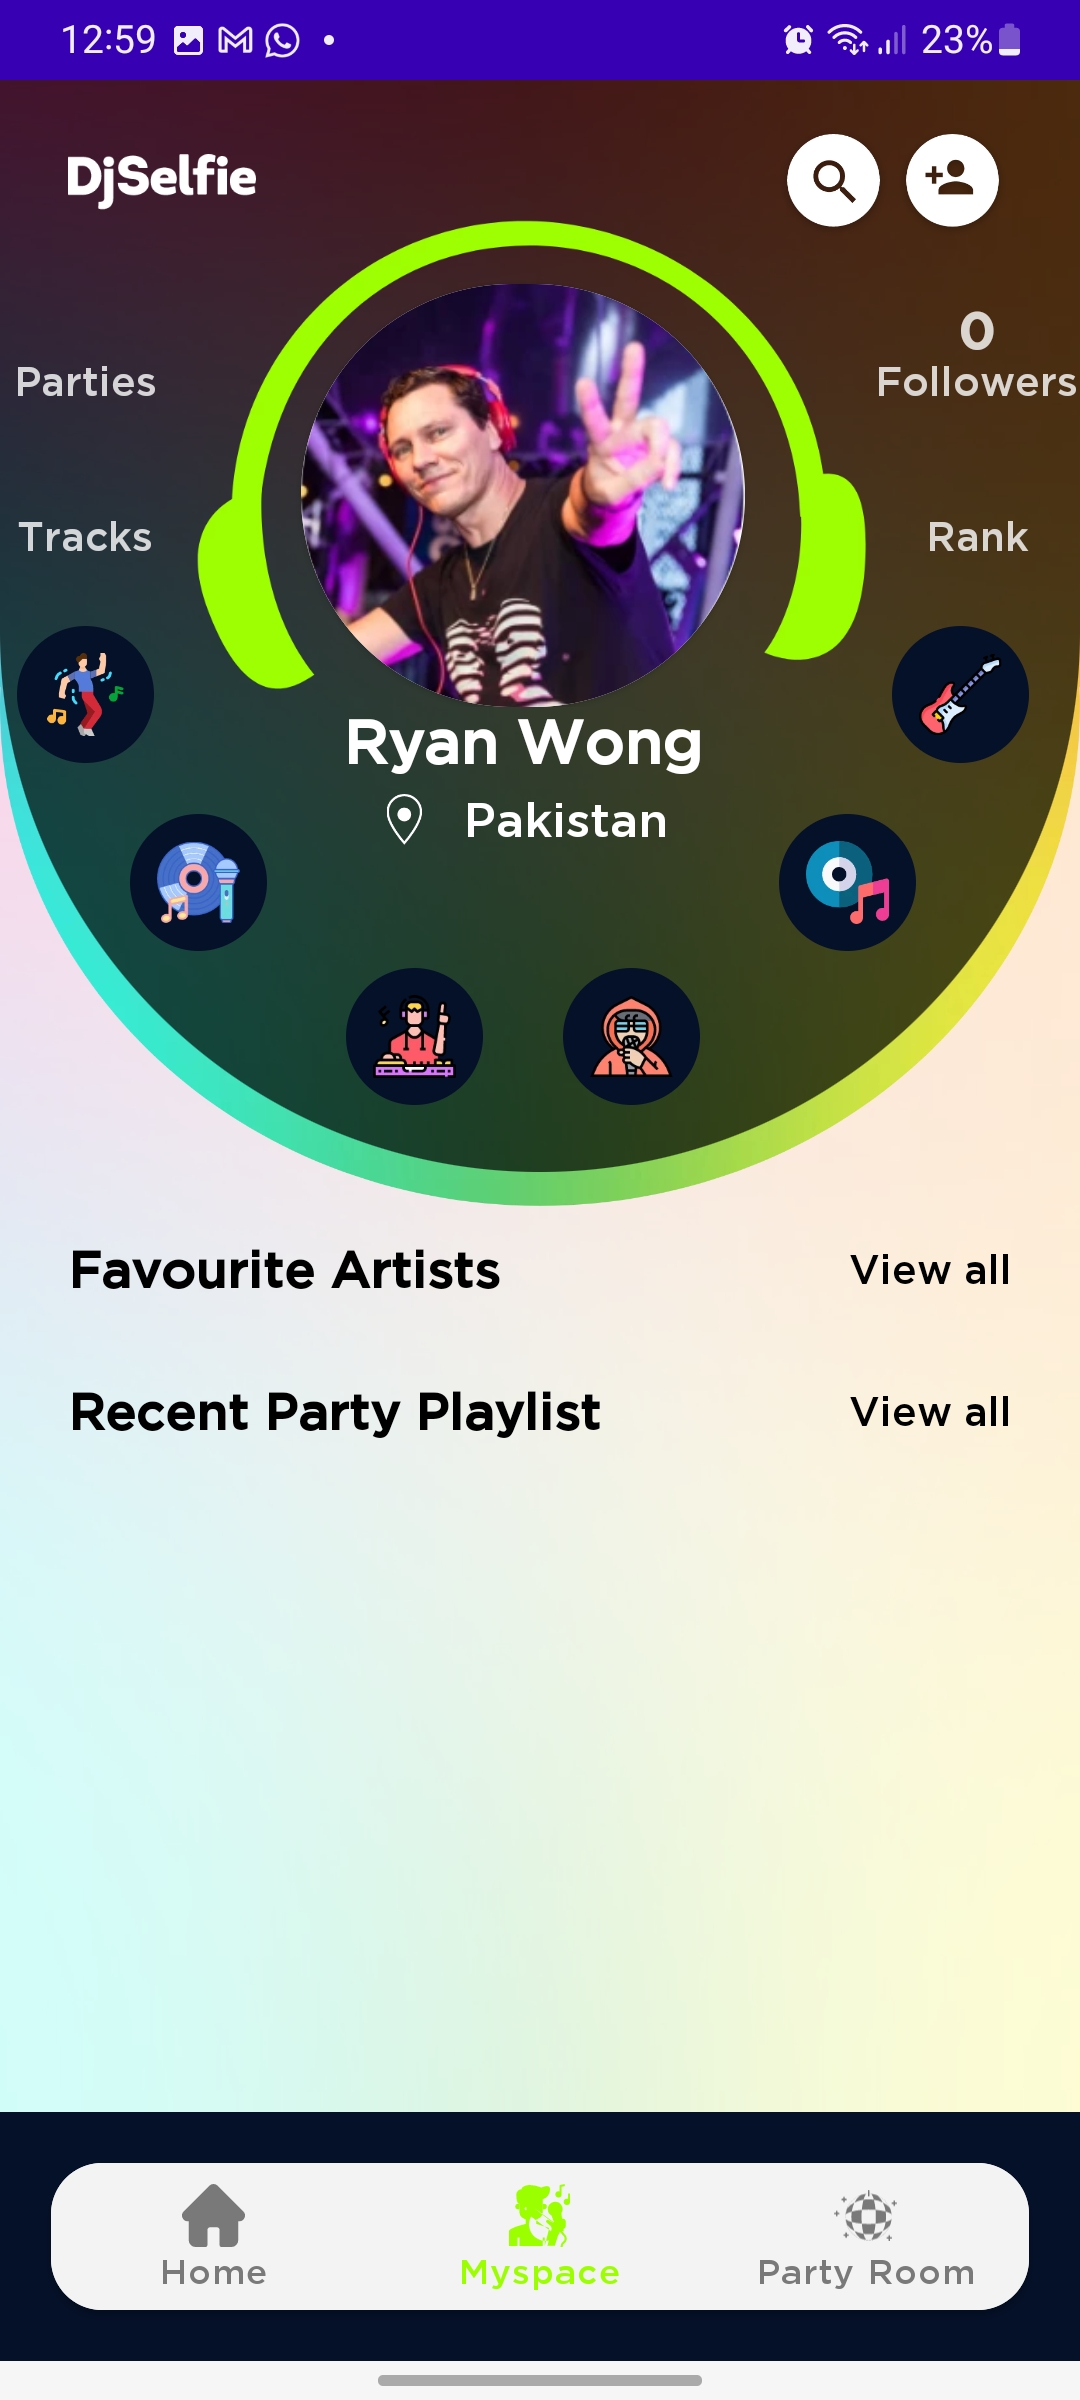 12:59
23%
DjSelfie
0
Parties
Followers
Tracks
Rank
Ryan Wong
Pakistan
Favourite Artists
View all
Recent Party Playlist
View all
Home
Myspace
Party Room